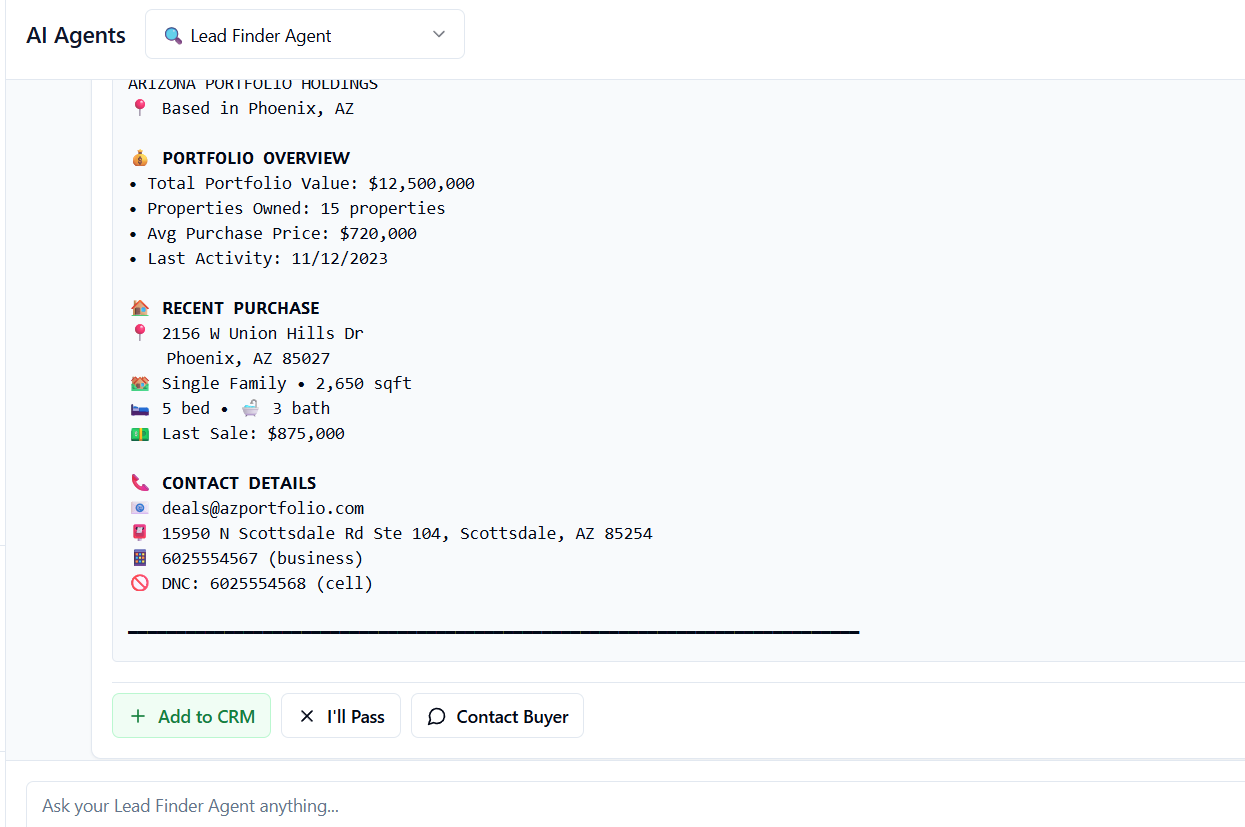 AI Agents
🔍 Lead Finder Agent
ARIZONA PORTFOLIO HOLDINGS
📍 Based in Phoenix, AZ
💰 PORTFOLIO OVERVIEW
• Total Portfolio Value: $12,500,000
• Properties Owned: 15 properties
• Avg Purchase Price: $720,000
• Last Activity: 11/12/2023
🏠 RECENT PURCHASE
📍 2156 W Union Hills Dr
Phoenix, AZ 85027
🏘️ Single Family • 2,650 sqft
🛏️ 5 bed • 🛁 3 bath
💵 Last Sale: $875,000
📞 CONTACT DETAILS
📧 deals@azportfolio.com
📮 15950 N Scottsdale Rd Ste 104, Scottsdale, AZ 85254
📱 6025554567 (business)
🚫 DNC: 6025554568 (cell)
+ Add to CRM
✕ I'll Pass
Contact Buyer
Ask your Lead Finder Agent anything...